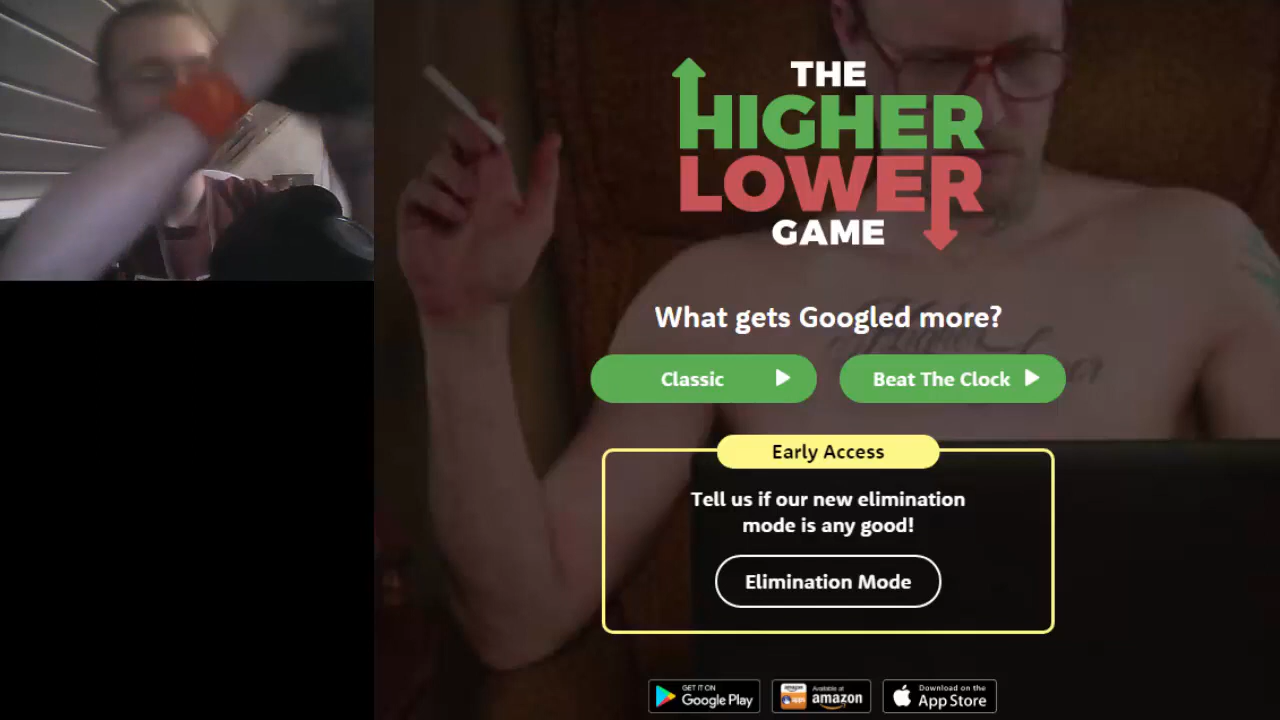 THE
HIGHER
LOWER
GAME
What gets Googled more?
Classic
Beat The Clock
Early Access
Tell us if our new elimination
mode is any good!
Elimination Mode
GET IT ON
Google Play
Available at
amazon
Download on the
App Store